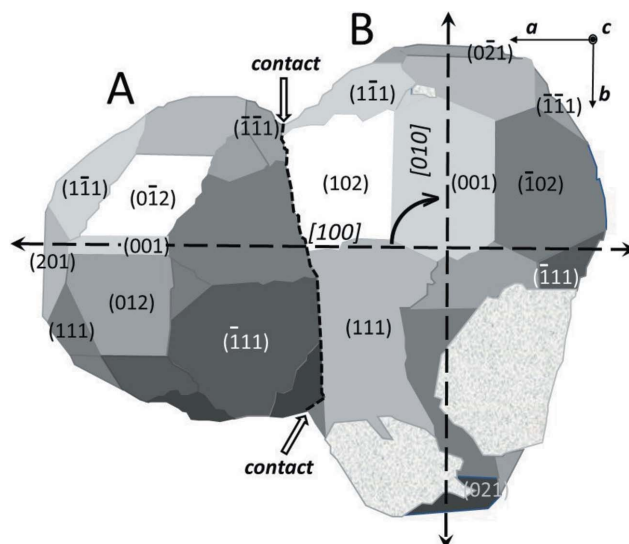 B
a
c
b
(02̄1)
contact
A
(11̄1)
(1̄1̄1)
(1̄1̄1)
[010]
(102)
(001)
(1̄02)
(11̄1)
(01̄2)
[100]
(001)
(201)
(1̄11)
(012)
(111)
(111)
(1̄11)
contact
(021)